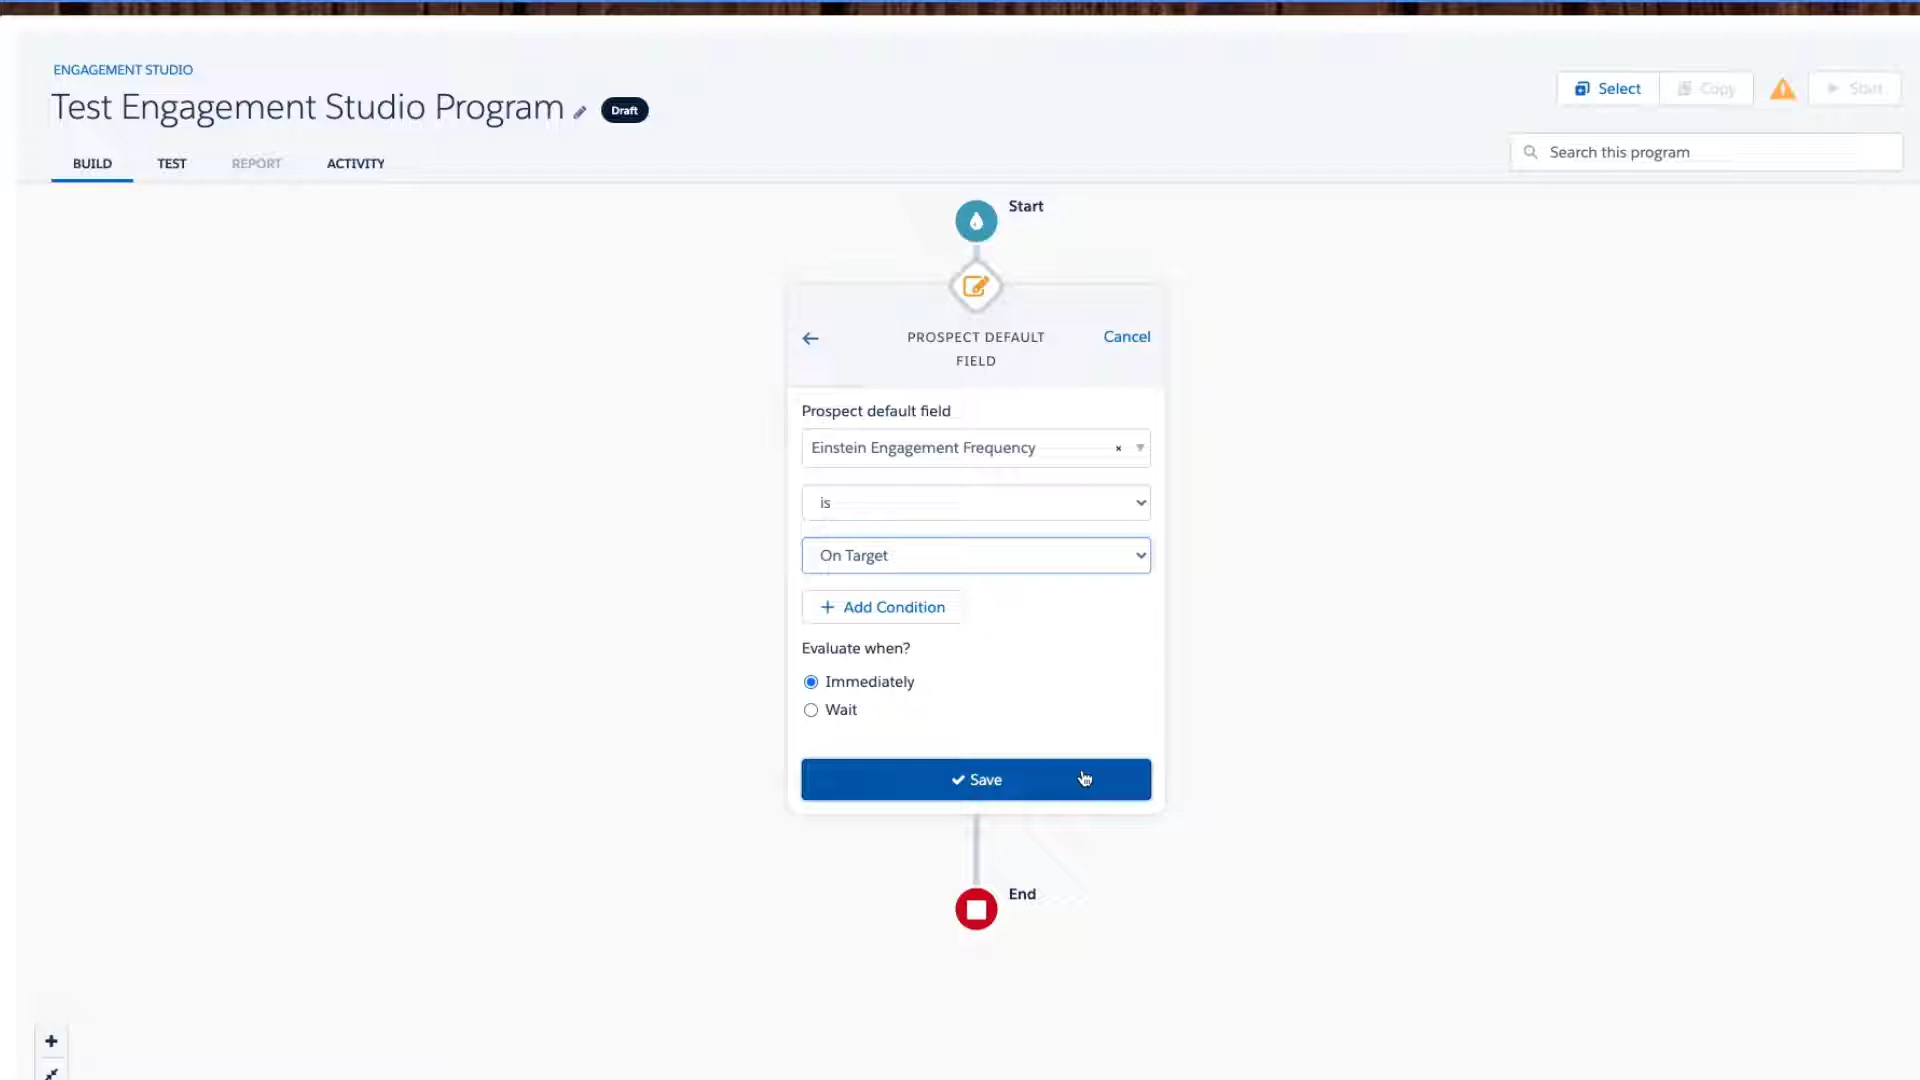 ENGAGEMENT STUDIO
Test Engagement Studio Program
Draft
Select
Copy
Start
BUILD
TEST
REPORT
ACTIVITY
Search this program
Start
PROSPECT DEFAULT
FIELD
Cancel
Prospect default field
Einstein Engagement Frequency
is
On Target
+ Add Condition
Evaluate when?
Immediately
Wait
Save
End